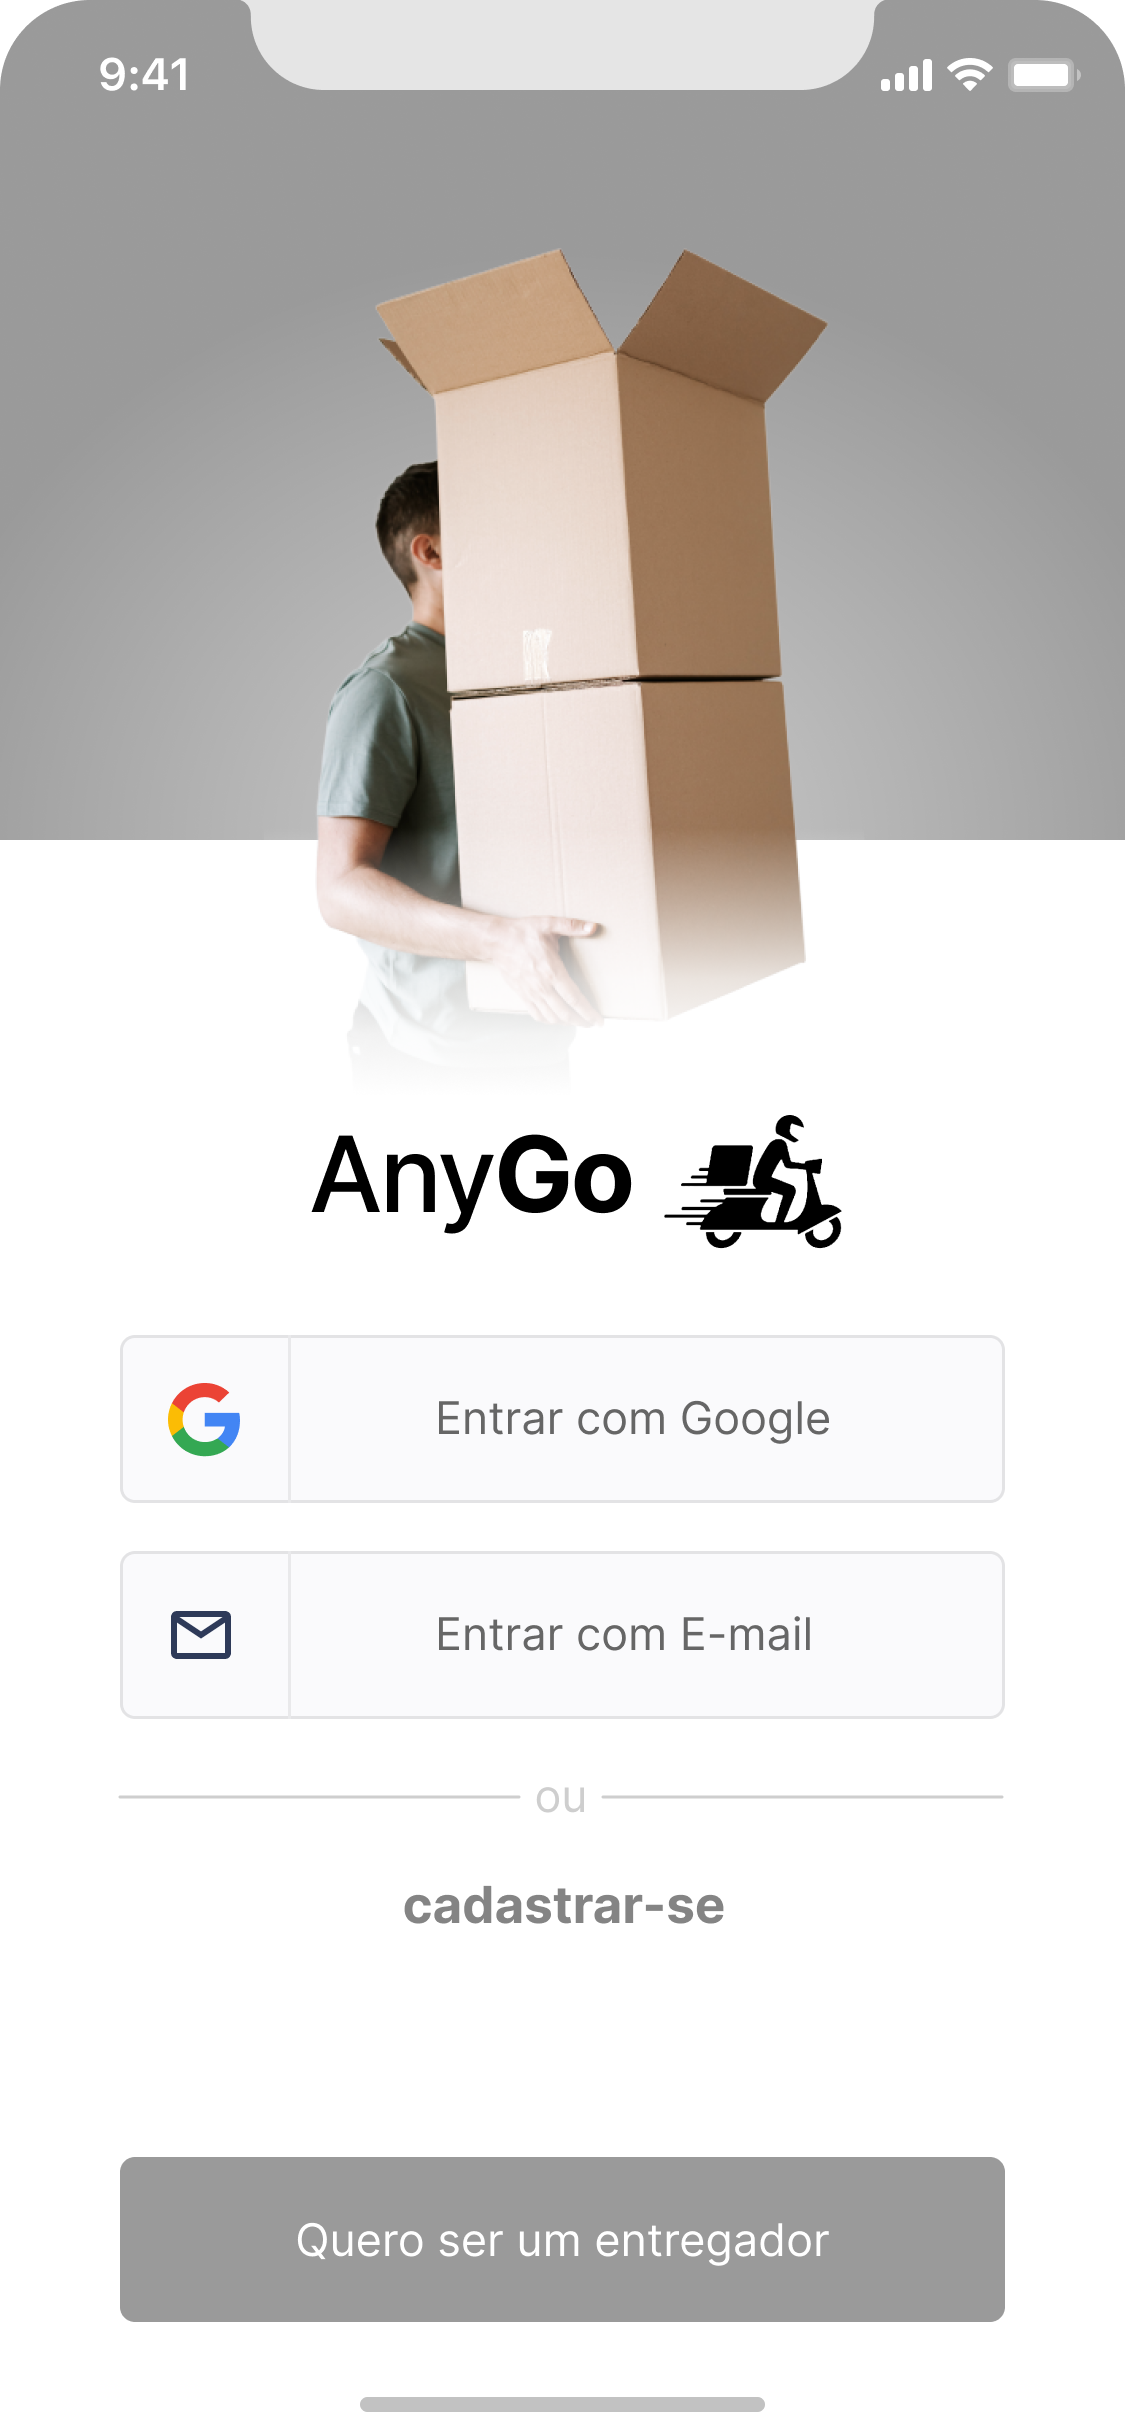 9:41
AnyGo
Entrar com Google
Entrar com E-mail
ou
cadastrar-se
Quero ser um entregador